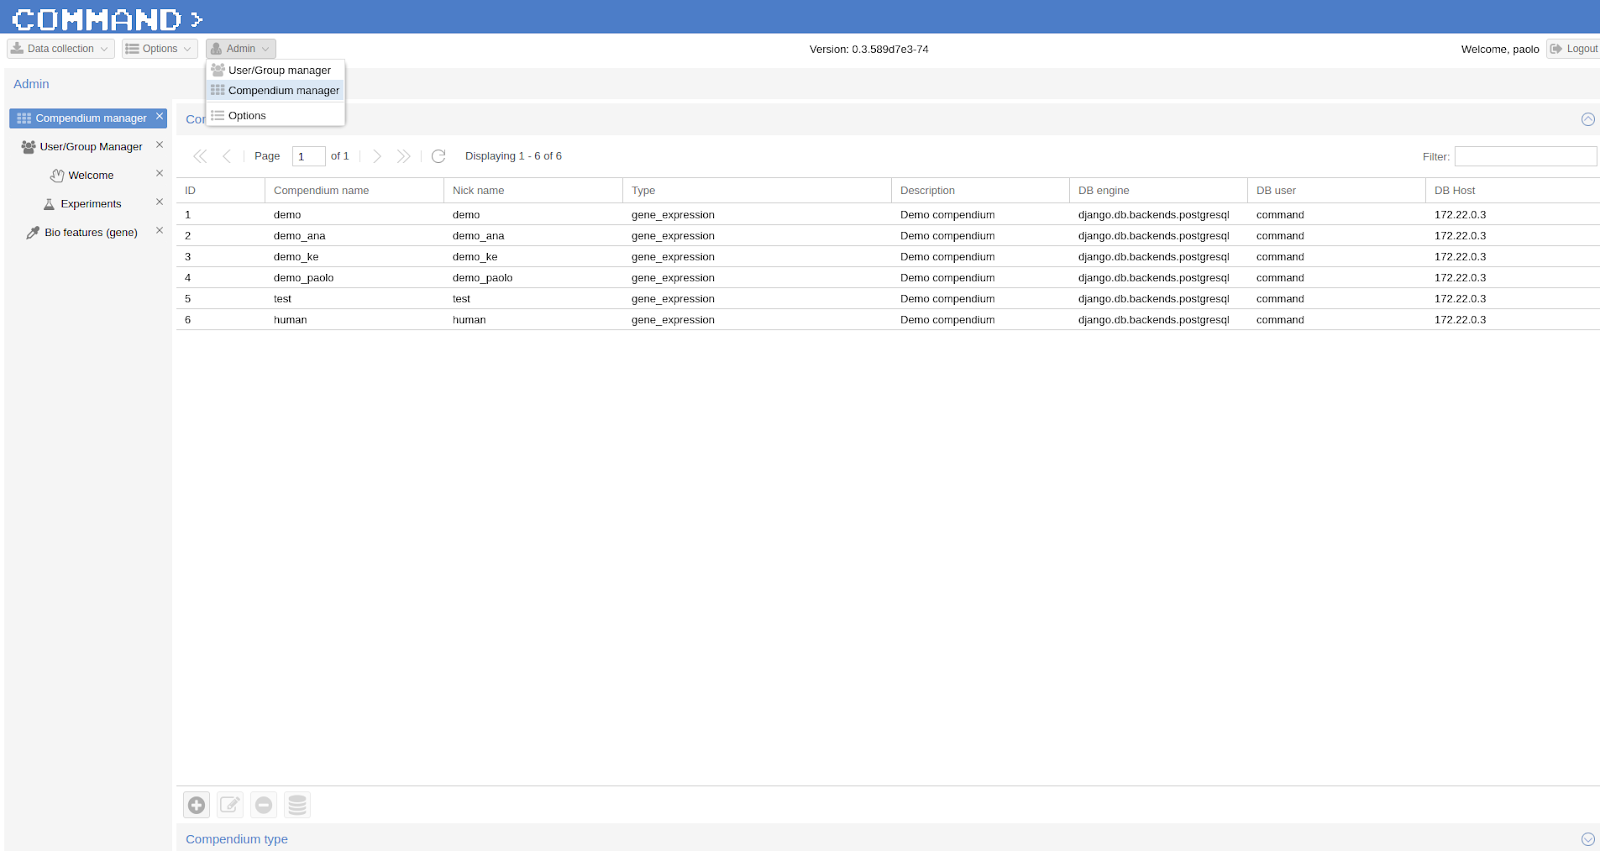 COMMAND >
Data collection Options Admin Version: 0.3.589d7e3-74 Welcome, paolo Logout
User/Group manager
Compendium manager
Options
Admin
Compendium manager
User/Group Manager
Welcome
Experiments
Bio features (gene)
Page 1 of 1 Displaying 1 - 6 of 6 Filter:
ID Compendium name Nick name Type Description DB engine DB user DB Host
1 demo demo gene_expression Demo compendium django.db.backends.postgresql command 172.22.0.3
2 demo_ana demo_ana gene_expression Demo compendium django.db.backends.postgresql command 172.22.0.3
3 demo_ke demo_ke gene_expression Demo compendium django.db.backends.postgresql command 172.22.0.3
4 demo_paolo demo_paolo gene_expression Demo compendium django.db.backends.postgresql command 172.22.0.3
5 test test gene_expression Demo compendium django.db.backends.postgresql command 172.22.0.3
6 human human gene_expression Demo compendium django.db.backends.postgresql command 172.22.0.3
Compendium type